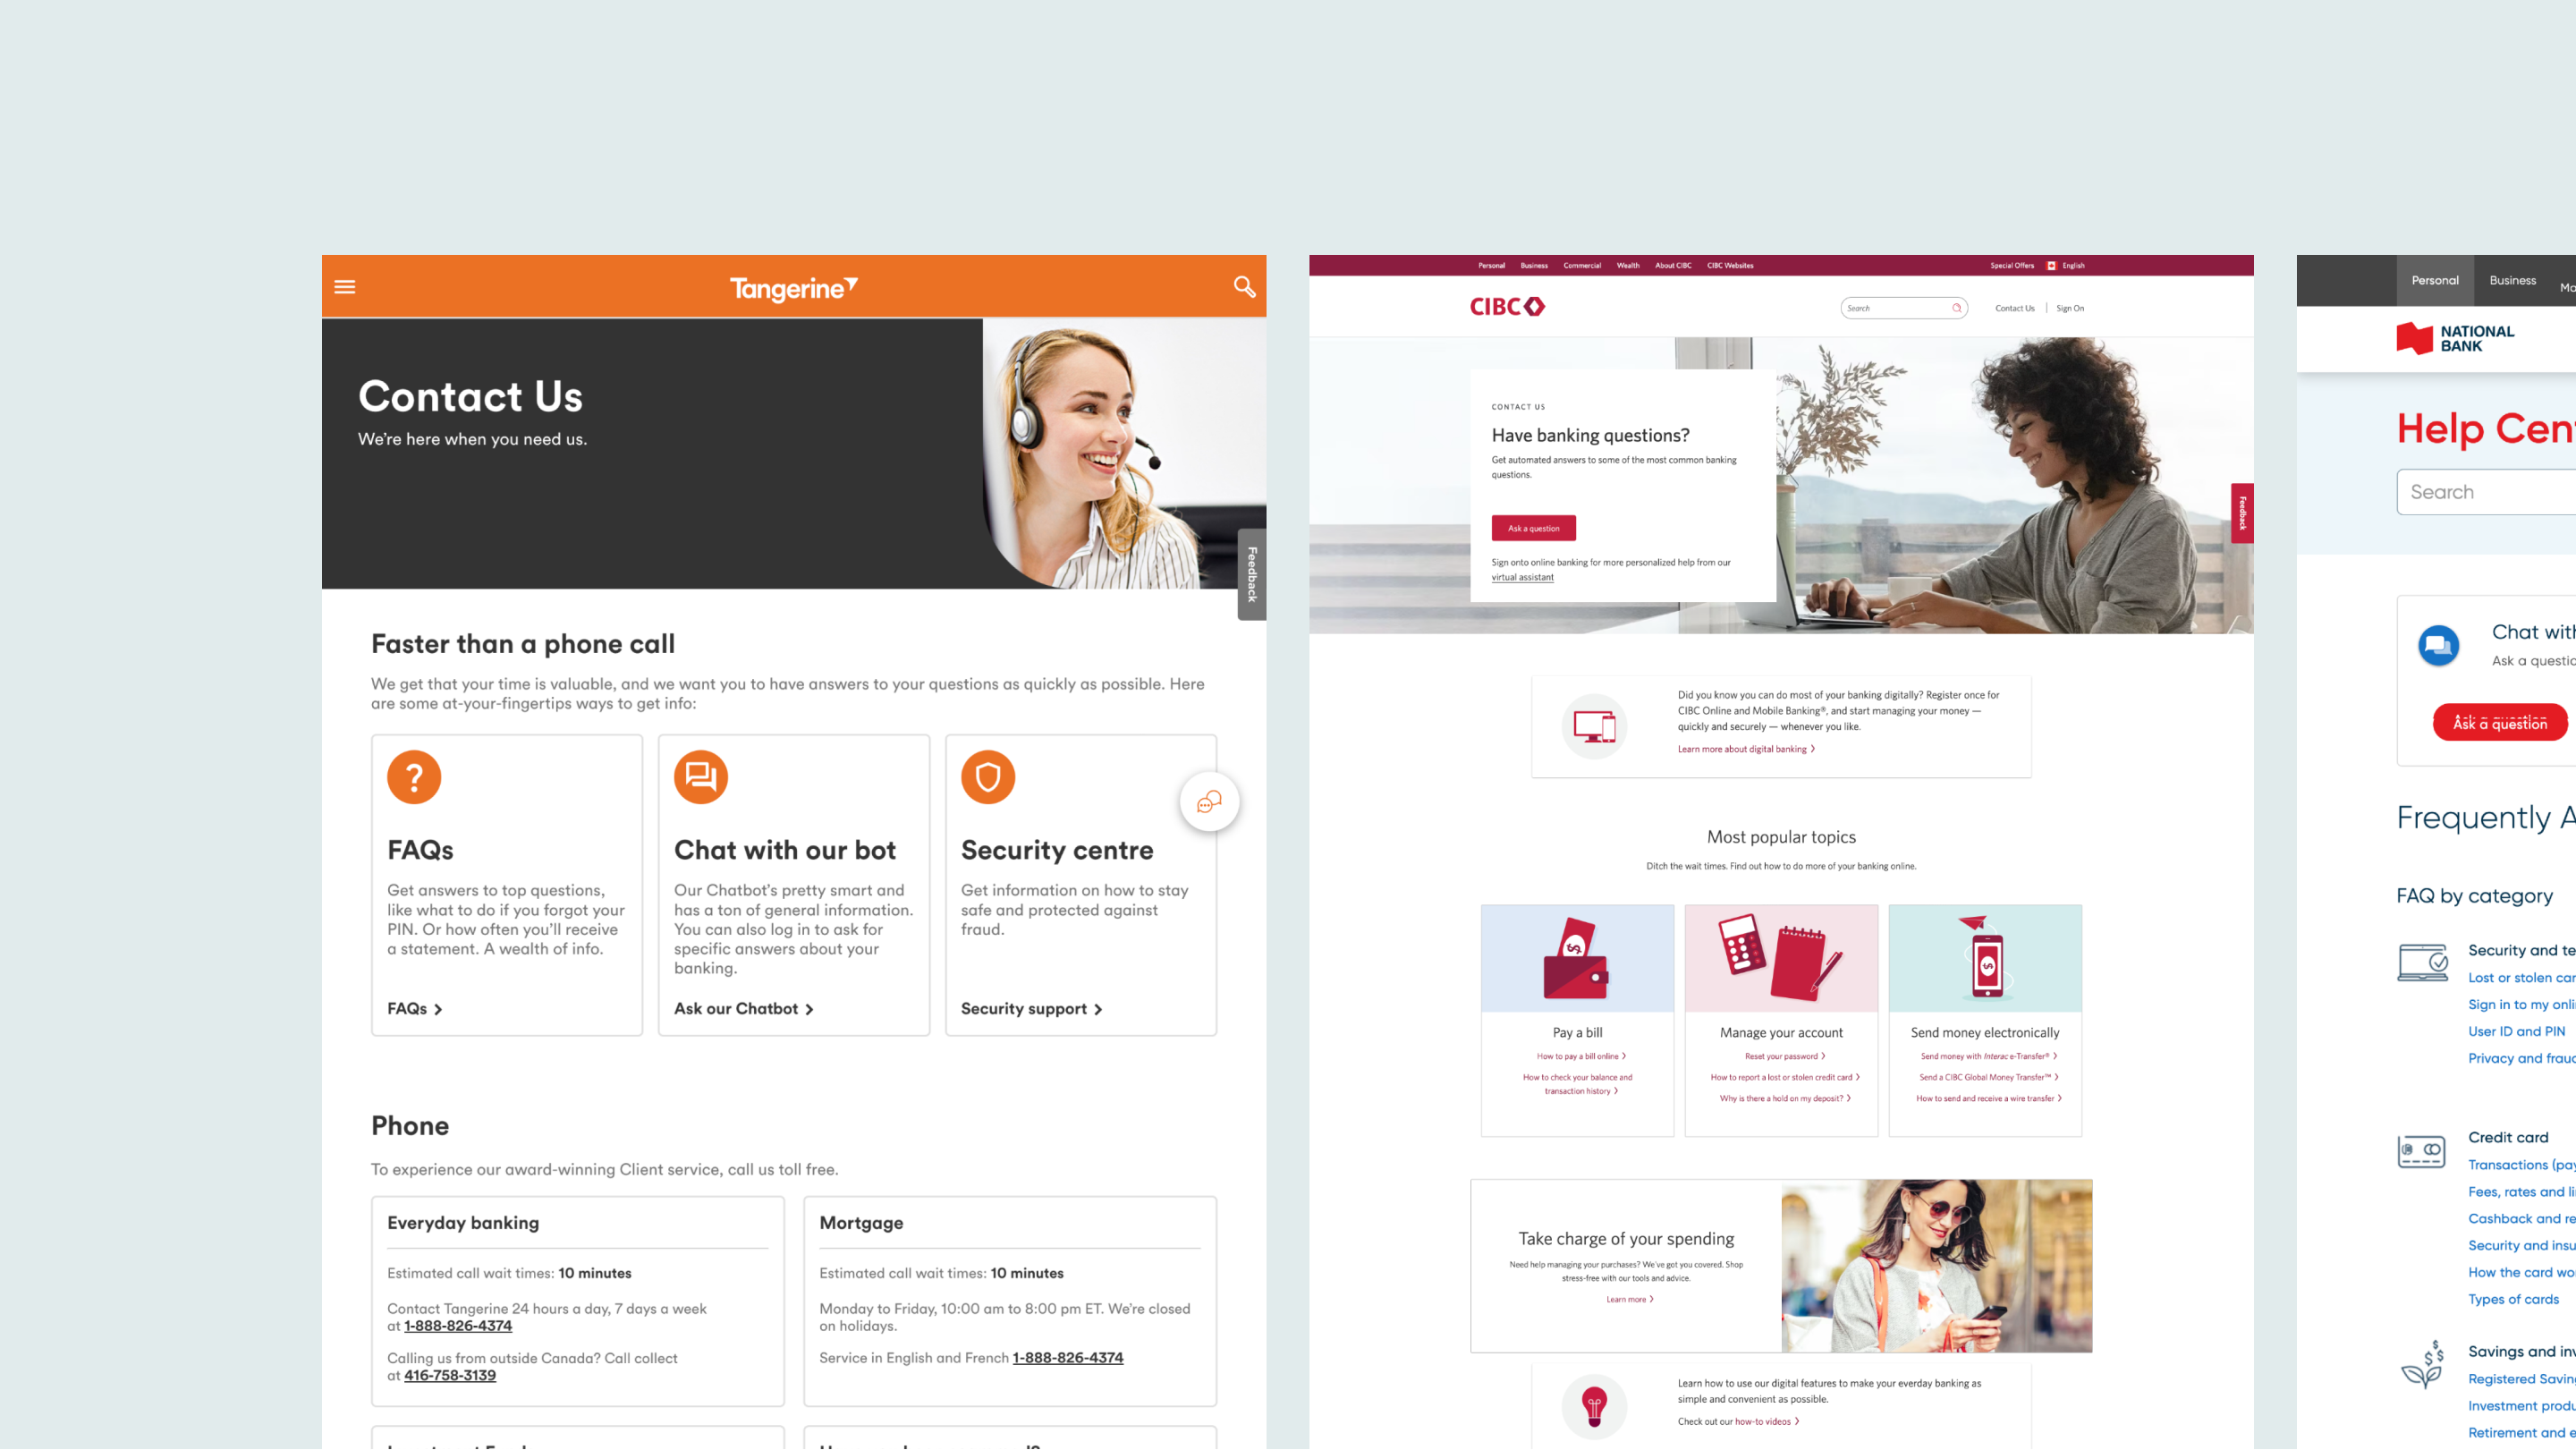 Tangerine
Contact Us
We're here when you need us.
Feedback
Faster than a phone call
We get that your time is valuable, and we want you to have answers to your questions as quickly as possible. Here
are some at-your-fingertips ways to get info:
FAQs
Get answers to top questions,
like what to do if you forgot your
PIN. Or how often you'll receive
a statement. A wealth of info.
FAQs
Chat with our bot
Our Chatbot's pretty smart and
has a ton of general information.
You can also log in to ask for
specific answers about your
banking.
Ask our Chatbot
Security centre
Get information on how to stay
safe and protected against
fraud.
Security support
Phone
To experience our award-winning Client service, call us toll free.
Everyday banking
Estimated call wait times: 10 minutes
Contact Tangerine 24 hours a day, 7 days a week
at 1-888-826-4374
Calling us from outside Canada? Call collect
at 416-758-3139
Mortgage
Estimated call wait times: 10 minutes
Monday to Friday, 10:00 am to 8:00 pm ET. We're closed
on holidays.
Service in English and French 1-888-826-4374
Personal Business Commercial Wealth About CIBC CIBC Websites Special Offers English
CIBC
Search
Contact Us | Sign On
CONTACT US
Have banking questions?
Get automated answers to some of the most common banking
questions.
Ask a question
Sign onto online banking for more personalized help from our
virtual assistant
Feedback
Did you know you can do most of your banking digitally? Register once for
CIBC Online and Mobile Banking®, and start managing your money —
quickly and securely — whenever you like.
Learn more about digital banking
Most popular topics
Ditch the wait times. Find out how to do more of your banking online.
Pay a bill
How to pay a bill online
How to check your balance and
transaction history
Manage your account
Reset your password
How to report a lost or stolen credit card
Why is there a hold on my deposit?
Send money electronically
Send money with Interac e-Transfer®
Send a CIBC Global Money Transfer™
How to send and receive a wire transfer
Take charge of your spending
Need help managing your purchases? We've got you covered. Shop
stress-free with our tools and advice.
Learn more
Learn how to use our digital features to make your everday banking as
simple and convenient as possible.
Check out our how-to videos
Personal Business
NATIONAL
BANK
Help
Search
Chat
Ask a
Ask a question
Frequently
FAQ by category
Security and
Lost or stolen
Sign in to my
User ID and PIN
Privacy and
Credit card
Transactions
Fees, rates and
Cashback and
Security and
How the card
Types of cards
Savings and
Registered
Investment
Retirement and